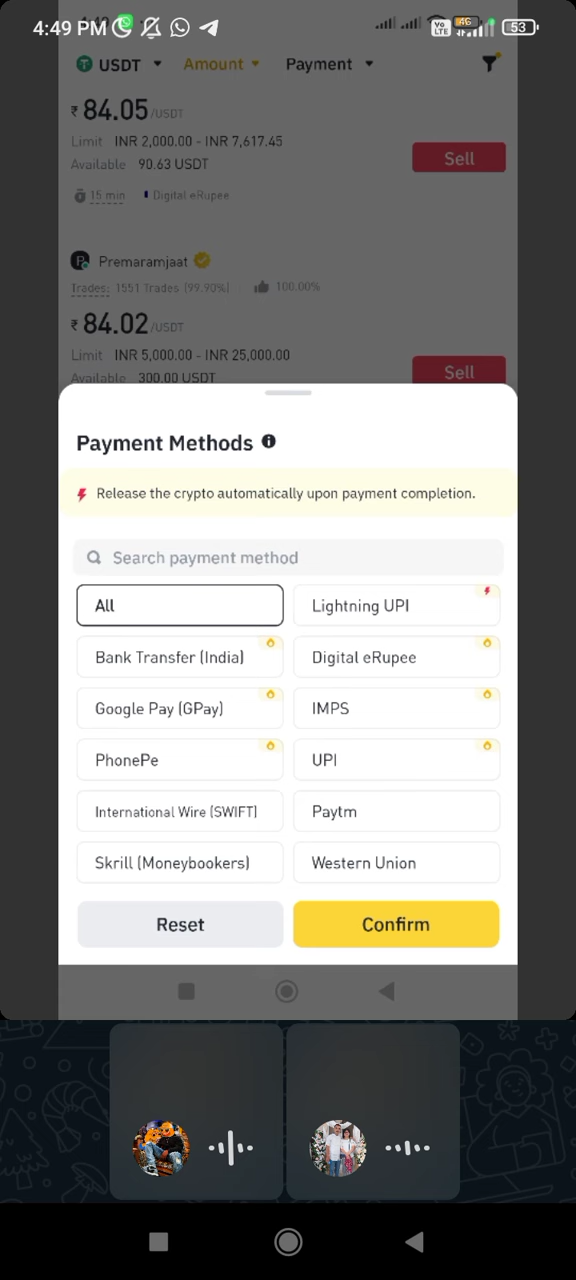 4:49 PM
Vo LTE 4G 53
USDT Amount Payment
₹ 84.05 /USDT
Limit INR 2,000.00 - INR 7,617.45
Available 90.63 USDT
Sell
15 min Digital eRupee
P Premaramjaat
Trades: 1551 Trades (99.90%) 100.00%
₹ 84.02 /USDT
Limit INR 5,000.00 - INR 25,000.00
Available 300.00 USDT
Sell
Payment Methods
Release the crypto automatically upon payment completion.
Search payment method
All Lightning UPI
Bank Transfer (India) Digital eRupee
Google Pay (GPay) IMPS
PhonePe UPI
International Wire (SWIFT) Paytm
Skrill (Moneybookers) Western Union
Reset Confirm